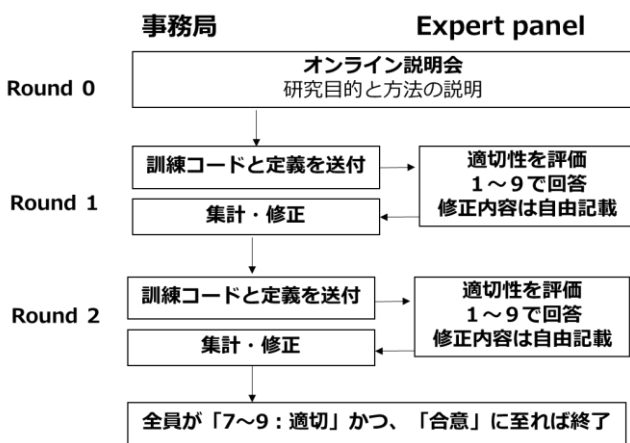 事務局
Expert panel
Round 0
オンライン説明会
研究目的と方法の説明
Round 1
訓練コードと定義を送付
適切性を評価
1～9で回答
修正内容は自由記載
集計・修正
Round 2
訓練コードと定義を送付
適切性を評価
1～9で回答
修正内容は自由記載
集計・修正
全員が「7～9：適切」かつ、「合意」に至れば終了